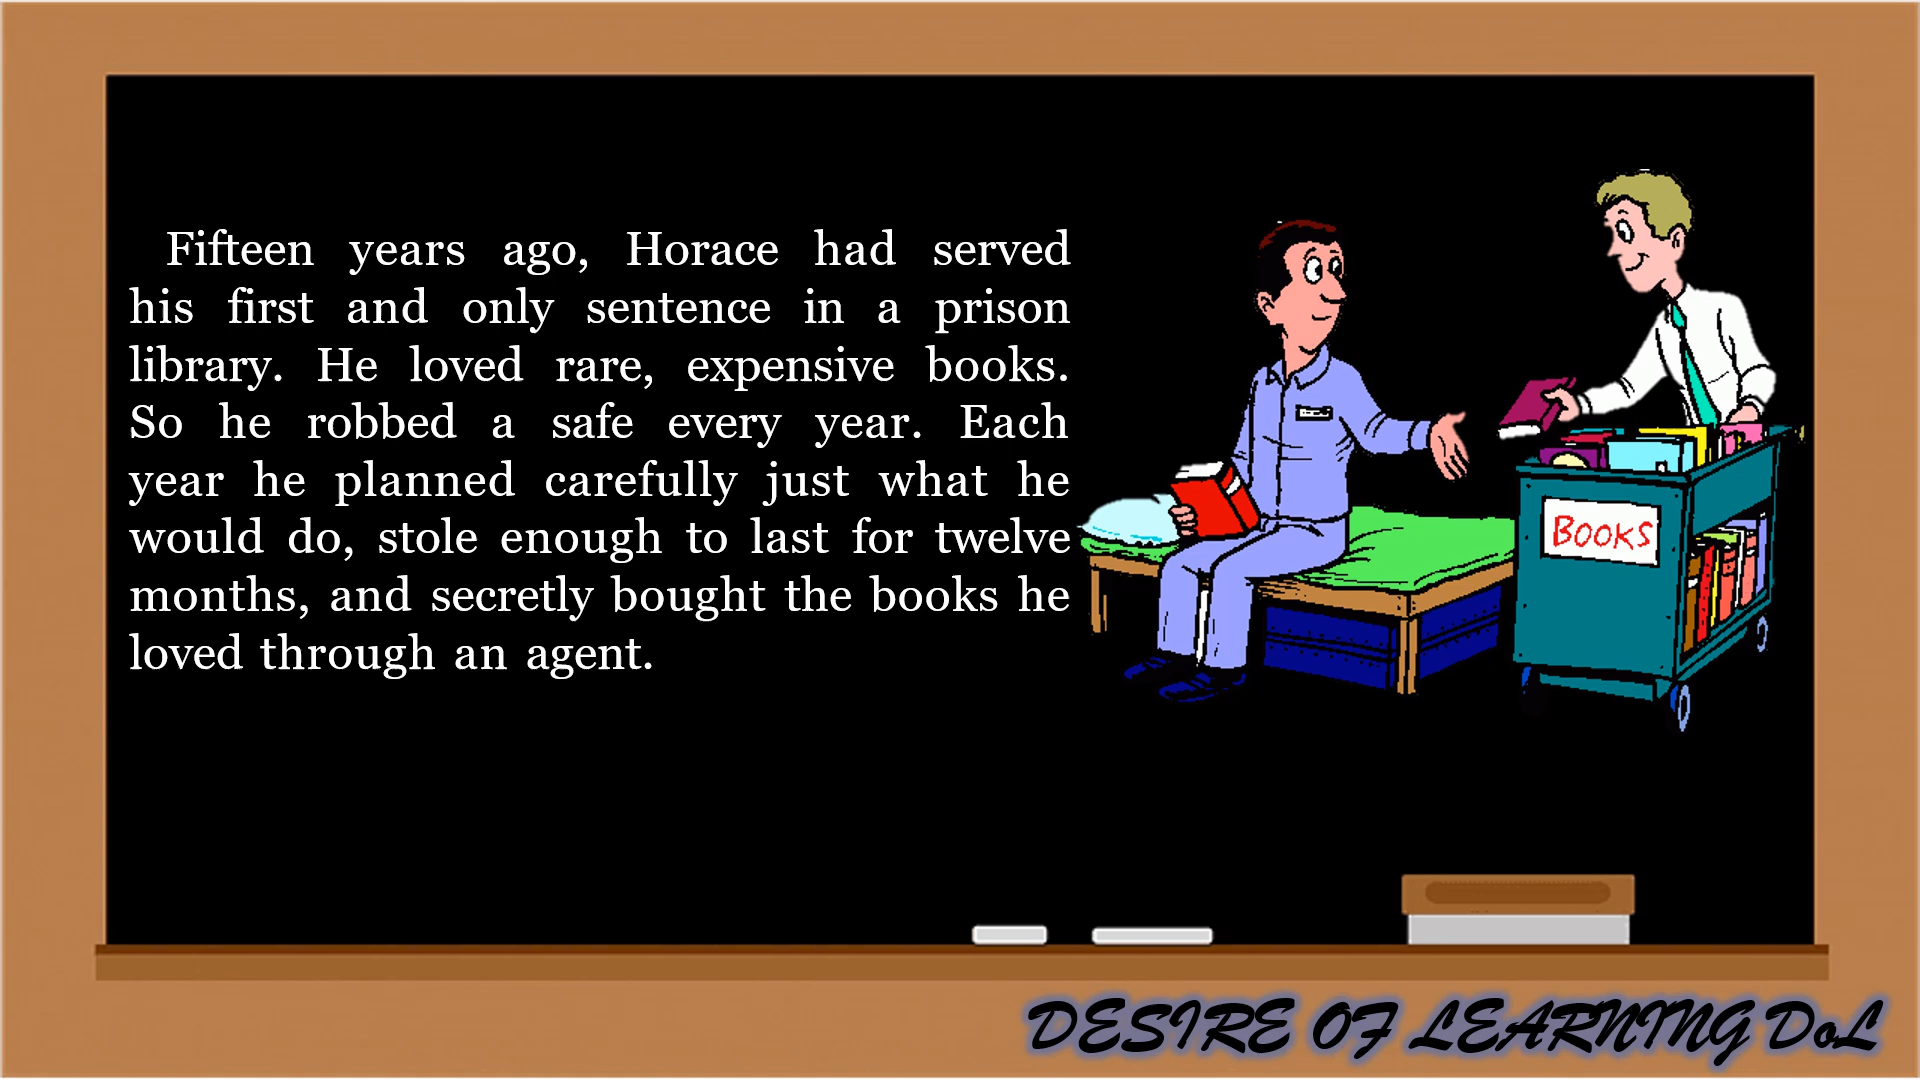 Fifteen years ago, Horace had served
his first and only sentence in a prison
library. He loved rare, expensive books.
So he robbed a safe every year. Each
year he planned carefully just what he
would do, stole enough to last for twelve
months, and secretly bought the books he
loved through an agent.
BOOKS
DESIRE OF LEARNING DoL